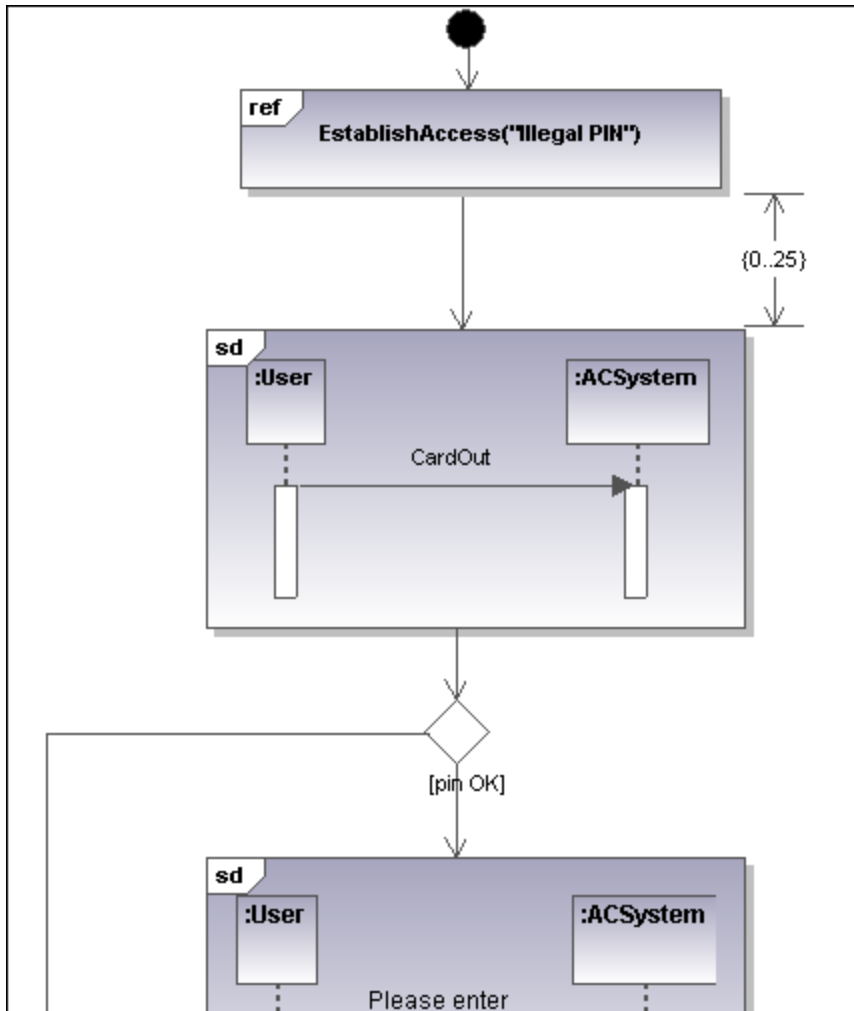 ref
EstablishAccess("Illegal PIN")
{0..25}
sd
:User
:ACSystem
CardOut
[pin OK]
sd
:User
:ACSystem
Please enter